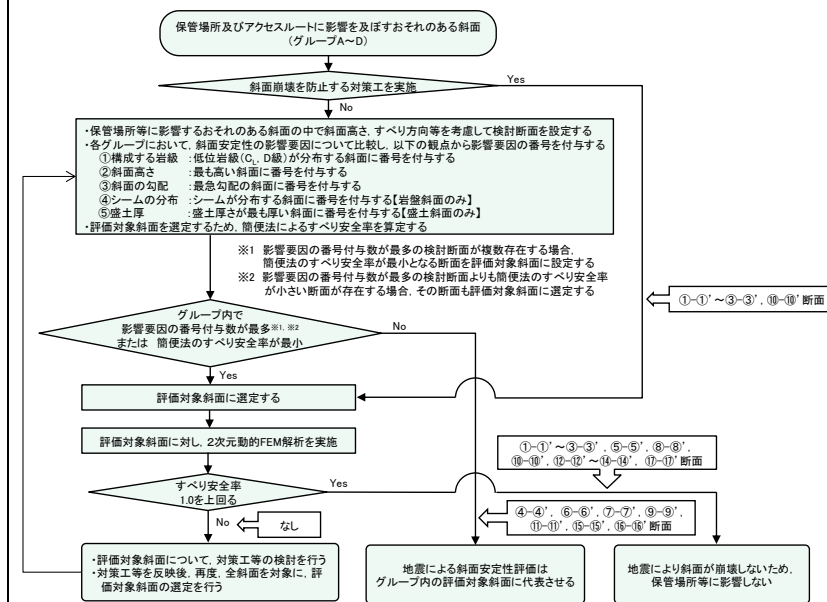 保管場所及びアクセスルートに影響を及ぼすおそれのある斜面
(グループA～D)
斜面崩壊を防止する対策工を実施
Yes
No
・保管場所等に影響するおそれのある斜面の中で斜面高さ，すべり方向等を考慮して検討断面を設定する
・各グループにおいて，斜面安定性の影響要因について比較し，以下の観点から影響要因の番号を付与する
①構成する岩級 ：低位岩級(CL, D級)が分布する斜面に番号を付与する
②斜面高さ ：最も高い斜面に番号を付与する
③斜面の勾配 ：最急勾配の斜面に番号を付与する
④シームの分布 ：シームが分布する斜面に番号を付与する【岩盤斜面のみ】
⑤盛土厚 ：盛土厚さが最も厚い斜面に番号を付与する【盛土斜面のみ】
・評価対象斜面を選定するため，簡便法によるすべり安全率を算定する
※1 影響要因の番号付与数が最多の検討断面が複数存在する場合，
簡便法のすべり安全率が最小となる断面を評価対象斜面に設定する
※2 影響要因の番号付与数が最多の検討断面よりも簡便法のすべり安全率
が小さい断面が存在する場合，その断面も評価対象斜面に選定する
①-①’～③-③’，⑩-⑩’断面
グループ内で
影響要因の番号付与数が最多※1, ※2
または 簡便法のすべり安全率が最小
No
Yes
評価対象斜面に選定する
評価対象斜面に対し，2次元動的FEM解析を実施
①-①’～③-③’，⑤-⑤’，⑧-⑧’，
⑩-⑩’，⑫-⑫’～⑭-⑭’，⑰-⑰’断面
すべり安全率
1.0を上回る
Yes
No
なし
④-④’，⑥-⑥’，⑦-⑦’，⑨-⑨’，
⑪-⑪’，⑮-⑮’，⑯-⑯’断面
・評価対象斜面について，対策工等の検討を行う
・対策工等を反映後，再度，全斜面を対象に，評
価対象斜面の選定を行う
地震による斜面安定性評価は
グループ内の評価対象斜面に代表させる
地震により斜面が崩壊しないため，
保管場所等に影響しない